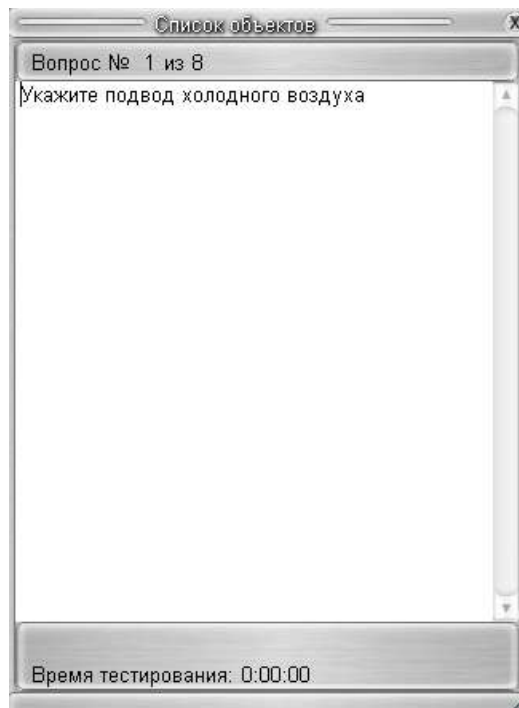 Список объектов
Вопрос № 1 из 8
Укажите подвод холодного воздуха
Время тестирования: 0:00:00